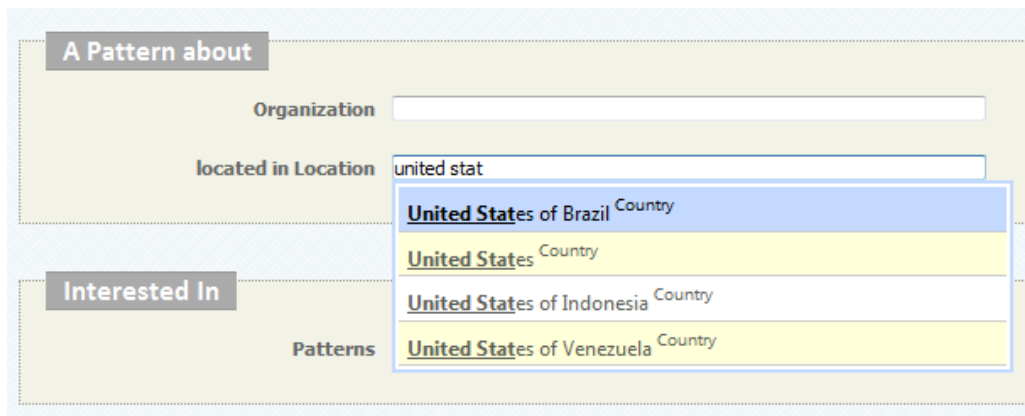 A Pattern about
Organization
located in Location united stat
United States of Brazil Country
United States Country
United States of Indonesia Country
United States of Venezuela Country
Interested In
Patterns